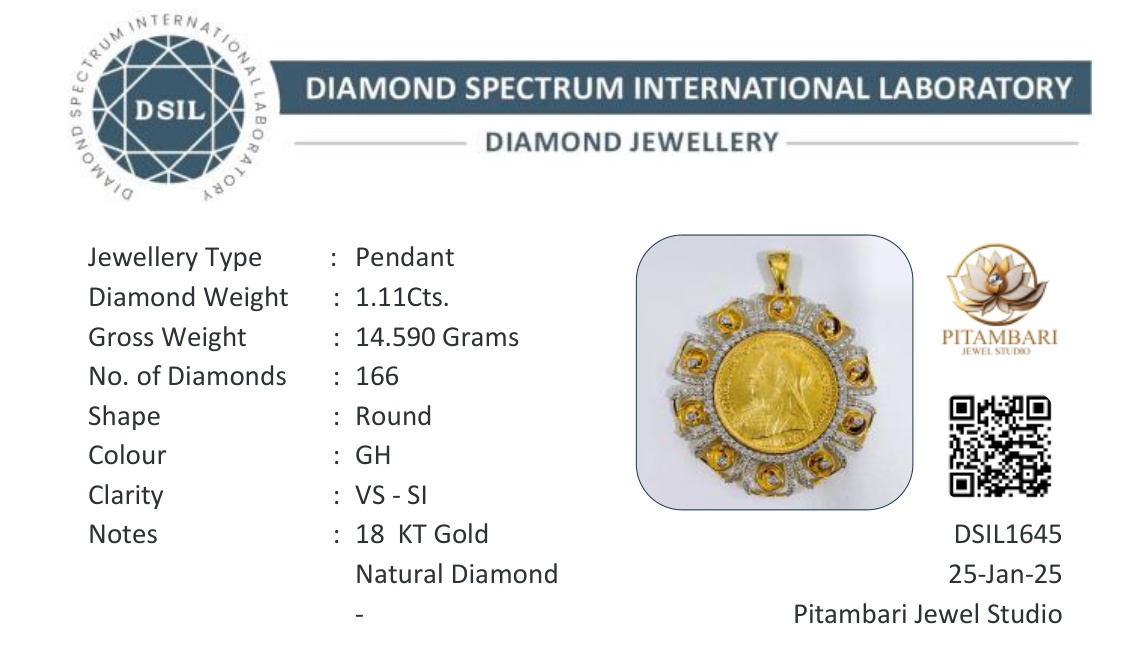 DIAMOND SPECTRUM INTERNATIONAL LABORATORY
DSIL
DIAMOND SPECTRUM INTERNATIONAL LABORATORY
DIAMOND JEWELLERY
Jewellery Type : Pendant
Diamond Weight : 1.11Cts.
Gross Weight : 14.590 Grams
No. of Diamonds : 166
Shape : Round
Colour : GH
Clarity : VS - SI
Notes : 18 KT Gold
Natural Diamond
-
PITAMBARI
JEWEL STUDIO
DSIL1645
25-Jan-25
Pitambari Jewel Studio